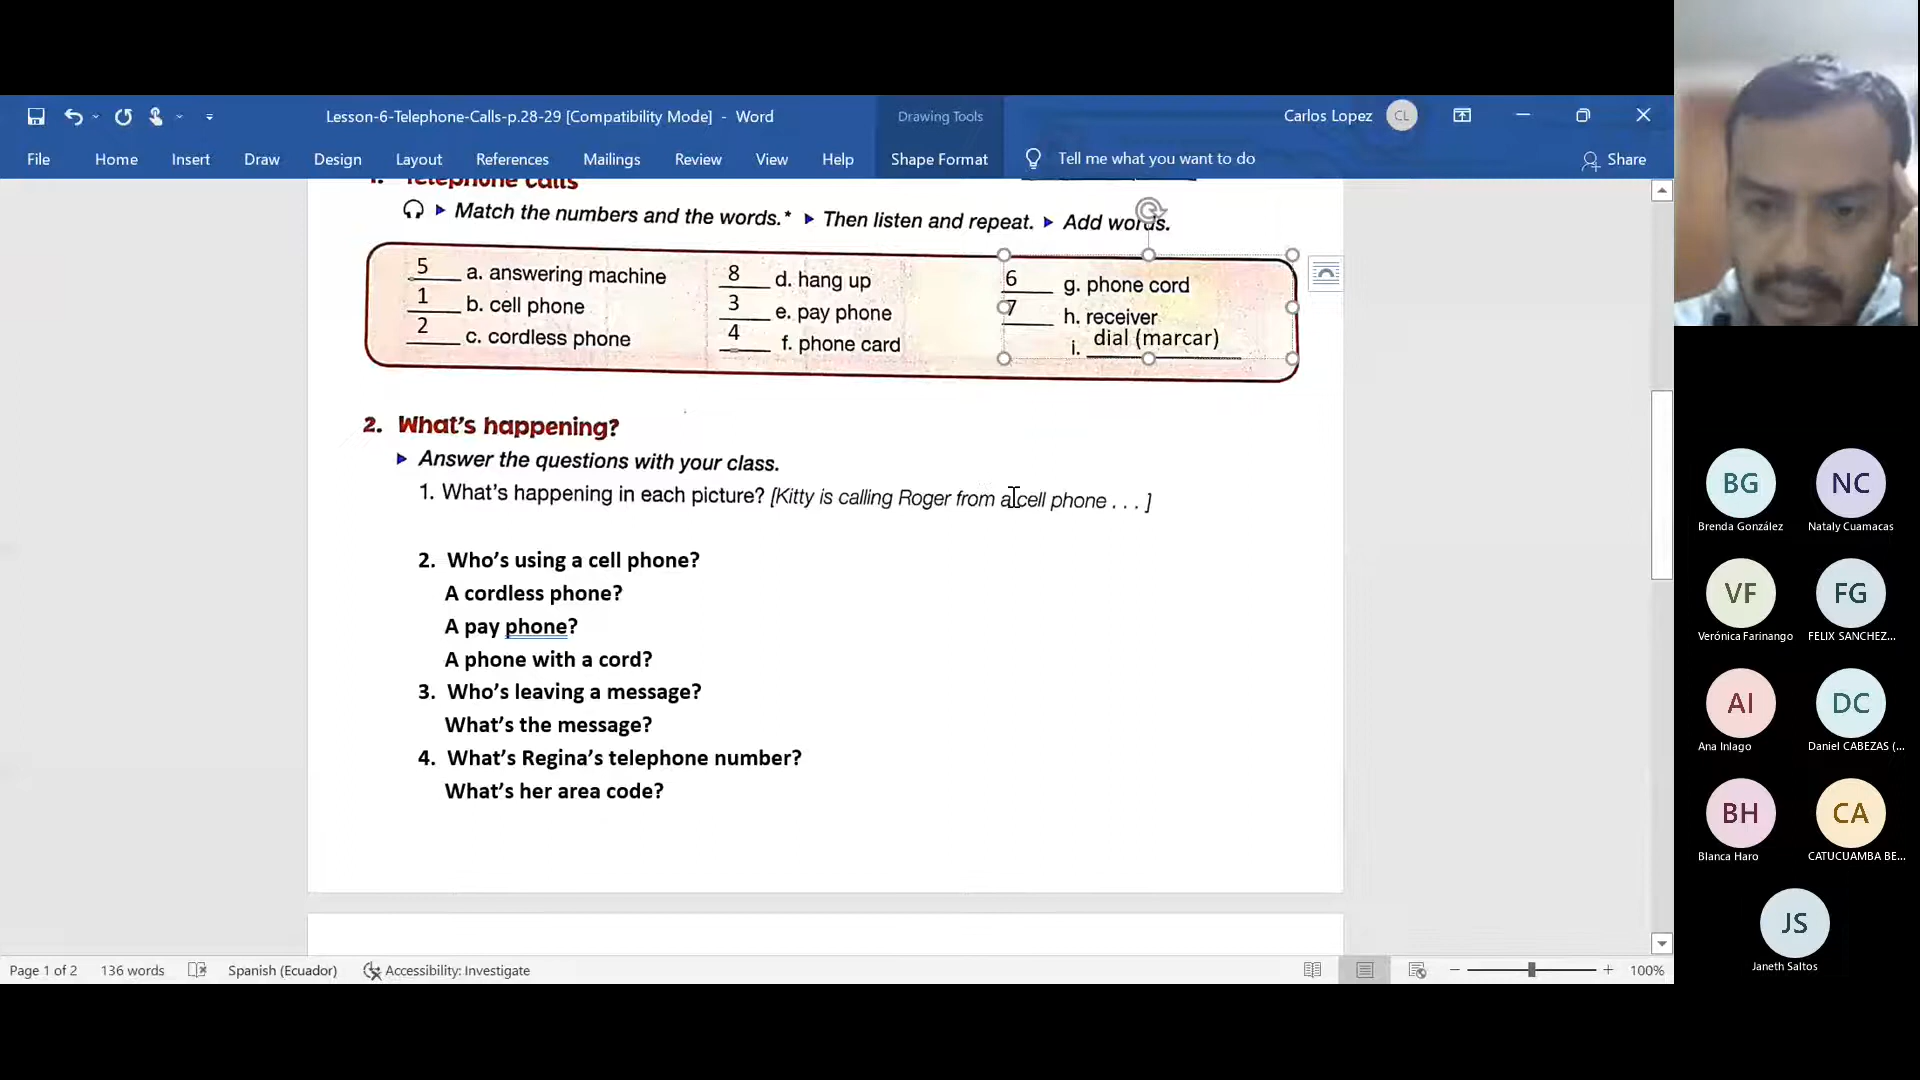 Lesson-6-Telephone-Calls-p.28-29 [Compatibility Mode] - Word
Drawing Tools
Carlos Lopez
CL
File Home Insert Draw Design Layout References Mailings Review View Help Shape Format Tell me what you want to do Share
1. Telephone calls
Match the numbers and the words.* Then listen and repeat. Add words.
5 a. answering machine
1 b. cell phone
2 c. cordless phone
8 d. hang up
3 e. pay phone
4 f. phone card
6 g. phone cord
7 h. receiver
i. dial (marcar)
2. What's happening?
Answer the questions with your class.
1. What's happening in each picture? [Kitty is calling Roger from a cell phone . . . ]
2. Who's using a cell phone?
A cordless phone?
A pay phone?
A phone with a cord?
3. Who's leaving a message?
What's the message?
4. What's Regina's telephone number?
What's her area code?
Page 1 of 2 136 words Spanish (Ecuador) Accessibility: Investigate 100%
BG
Brenda González
NC
Nataly Cuamacas
VF
Verónica Farinango
FG
FELIX SANCHEZ...
AI
Ana Inlago
DC
Daniel CABEZAS (...
BH
Blanca Haro
CA
CATUCUAMBA BE...
JS
Janeth Saltos